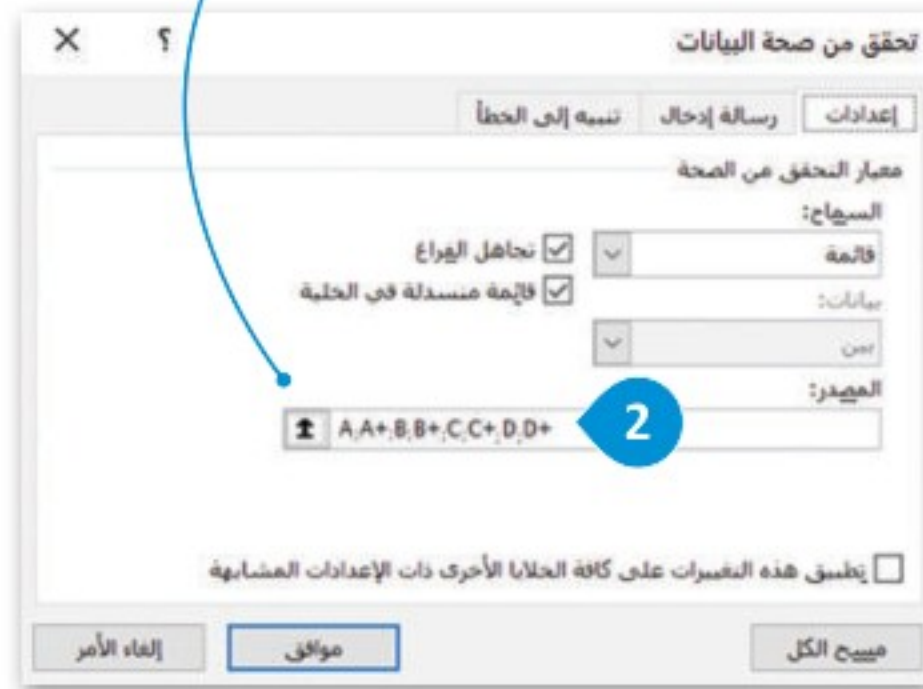 تحقق من صحة البيانات ؟ ×
إعدادات رسالة إدخال تنبيه إلى الخطأ
معيار التحقق من الصحة
السماح:
قائمة تجاهل الفراغ
قائمة منسدلة في الخلية
بيانات:
بين
المصدر:
A;A+;B;B+;C;C+;D;D+ 2
تطبيق هذه التغييرات على كافة الخلايا الأخرى ذات الإعدادات المشابهة
مسح الكل موافق إلغاء الأمر